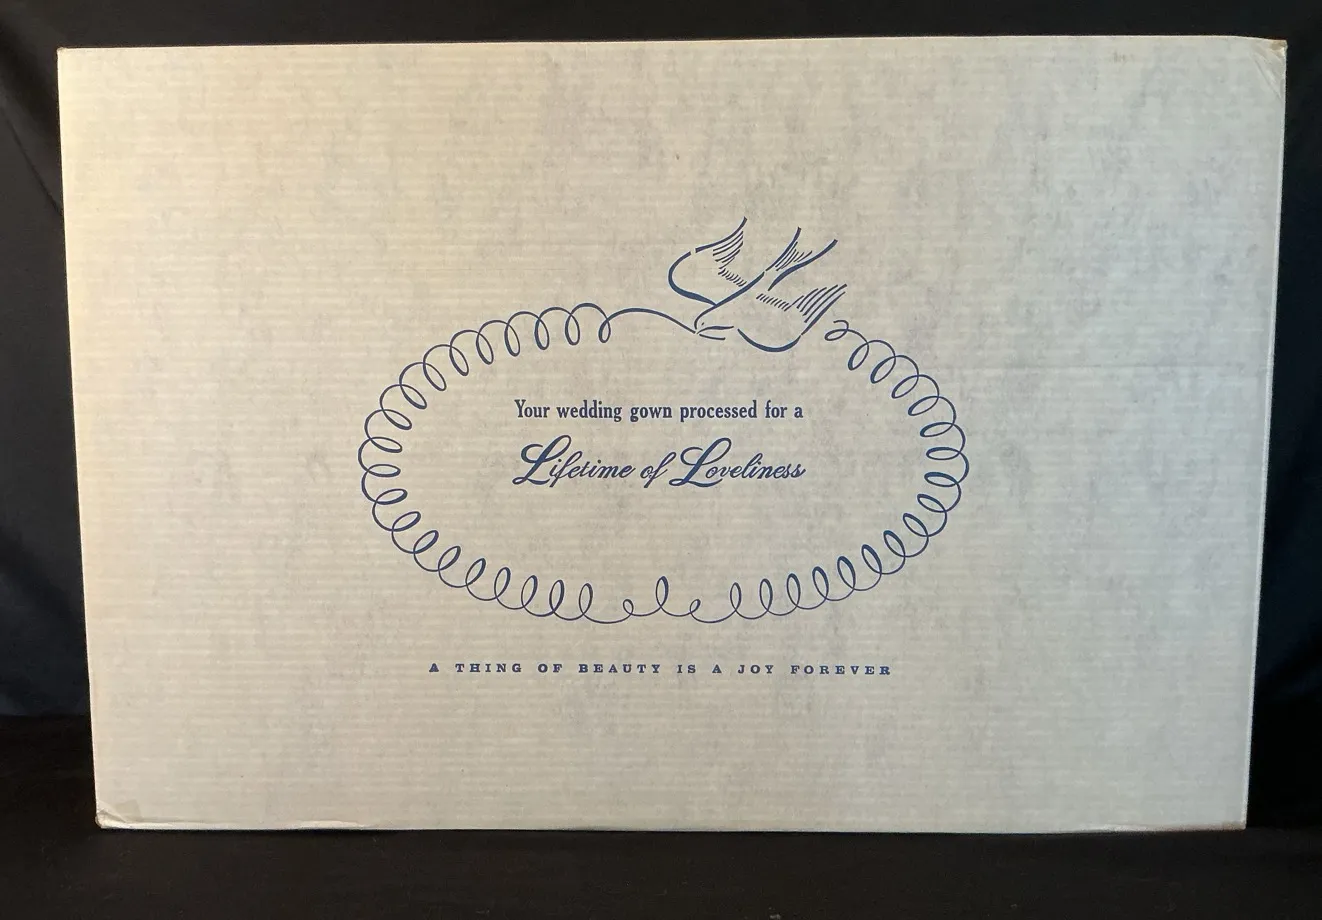 Your wedding gown processed for a
Lifetime of Loveliness
A THING OF BEAUTY IS A JOY FOREVER